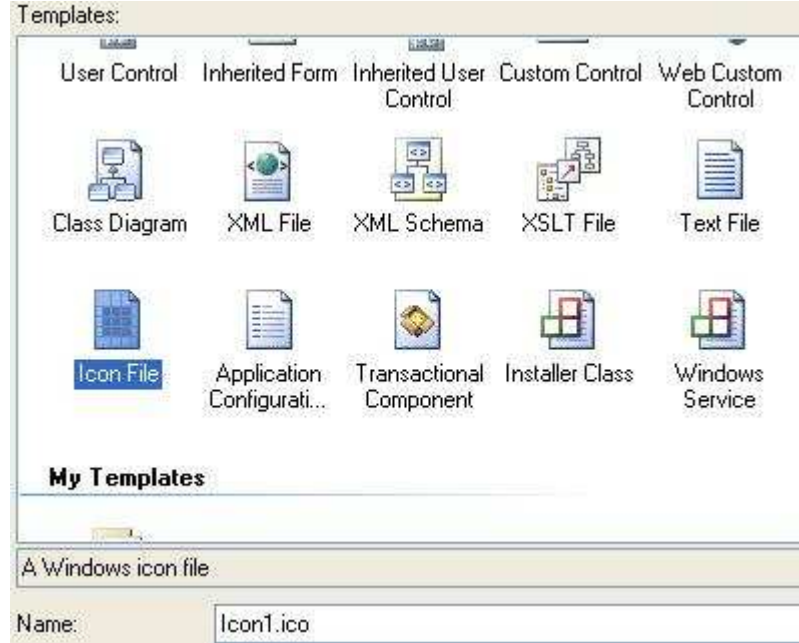 Templates:
User Control
Inherited Form
Inherited User
Control
Custom Control
Web Custom
Control
Class Diagram
XML File
XML Schema
XSLT File
Text File
Icon File
Application
Configurati...
Transactional
Component
Installer Class
Windows
Service
My Templates
A Windows icon file
Name:
Icon1.ico